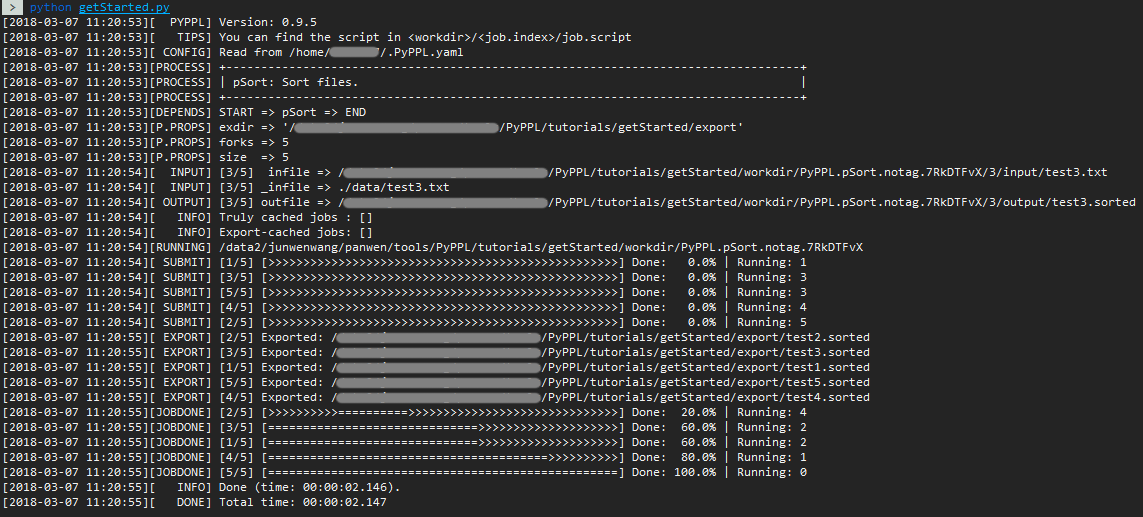 > python getStarted.py
[2018-03-07 11:20:53][  PYPPL] Version: 0.9.5
[2018-03-07 11:20:53][   TIPS] You can find the script in <workdir>/<job.index>/job.script
[2018-03-07 11:20:53][ CONFIG] Read from /home/ /.PyPPL.yaml
[2018-03-07 11:20:53][PROCESS] +-----------------------------------------------------------------------------------+
[2018-03-07 11:20:53][PROCESS] | pSort: Sort files.                                                                |
[2018-03-07 11:20:53][PROCESS] +-----------------------------------------------------------------------------------+
[2018-03-07 11:20:53][DEPENDS] START => pSort => END
[2018-03-07 11:20:53][P.PROPS] exdir => '/ /PyPPL/tutorials/getStarted/export'
[2018-03-07 11:20:53][P.PROPS] forks => 5
[2018-03-07 11:20:53][P.PROPS] size  => 5
[2018-03-07 11:20:54][  INPUT] [3/5]  infile => / /PyPPL/tutorials/getStarted/workdir/PyPPL.pSort.notag.7RkDTFvX/3/input/test3.txt
[2018-03-07 11:20:54][  INPUT] [3/5] _infile => ./data/test3.txt
[2018-03-07 11:20:54][ OUTPUT] [3/5] outfile => / /PyPPL/tutorials/getStarted/workdir/PyPPL.pSort.notag.7RkDTFvX/3/output/test3.sorted
[2018-03-07 11:20:54][   INFO] Truly cached jobs : []
[2018-03-07 11:20:54][   INFO] Export-cached jobs: []
[2018-03-07 11:20:54][RUNNING] /data2/junwenwang/panwen/tools/PyPPL/tutorials/getStarted/workdir/PyPPL.pSort.notag.7RkDTFvX
[2018-03-07 11:20:54][ SUBMIT] [1/5] [>>>>>>>>>>>>>>>>>>>>>>>>>>>>>>>>>>>>>>>>>>>>>>>>>>] Done:   0.0% | Running: 1
[2018-03-07 11:20:54][ SUBMIT] [3/5] [>>>>>>>>>>>>>>>>>>>>>>>>>>>>>>>>>>>>>>>>>>>>>>>>>>] Done:   0.0% | Running: 3
[2018-03-07 11:20:54][ SUBMIT] [5/5] [>>>>>>>>>>>>>>>>>>>>>>>>>>>>>>>>>>>>>>>>>>>>>>>>>>] Done:   0.0% | Running: 3
[2018-03-07 11:20:54][ SUBMIT] [4/5] [>>>>>>>>>>>>>>>>>>>>>>>>>>>>>>>>>>>>>>>>>>>>>>>>>>] Done:   0.0% | Running: 4
[2018-03-07 11:20:54][ SUBMIT] [2/5] [>>>>>>>>>>>>>>>>>>>>>>>>>>>>>>>>>>>>>>>>>>>>>>>>>>] Done:   0.0% | Running: 5
[2018-03-07 11:20:54][ EXPORT] [2/5] Exported: / /PyPPL/tutorials/getStarted/export/test2.sorted
[2018-03-07 11:20:54][ EXPORT] [3/5] Exported: / /PyPPL/tutorials/getStarted/export/test3.sorted
[2018-03-07 11:20:54][ EXPORT] [1/5] Exported: / /PyPPL/tutorials/getStarted/export/test1.sorted
[2018-03-07 11:20:54][ EXPORT] [5/5] Exported: / /PyPPL/tutorials/getStarted/export/test5.sorted
[2018-03-07 11:20:54][ EXPORT] [4/5] Exported: / /PyPPL/tutorials/getStarted/export/test4.sorted
[2018-03-07 11:20:55][JOBDONE] [2/5] [>>>>>>>>>>==========>>>>>>>>>>>>>>>>>>>>>>>>>>>>>>] Done:  20.0% | Running: 4
[2018-03-07 11:20:55][JOBDONE] [3/5] [==============================>>>>>>>>>>>>>>>>>>>>] Done:  60.0% | Running: 2
[2018-03-07 11:20:55][JOBDONE] [1/5] [==============================>>>>>>>>>>>>>>>>>>>>] Done:  60.0% | Running: 2
[2018-03-07 11:20:55][JOBDONE] [4/5] [========================================>>>>>>>>>>] Done:  80.0% | Running: 1
[2018-03-07 11:20:55][JOBDONE] [5/5] [==================================================] Done: 100.0% | Running: 0
[2018-03-07 11:20:55][   INFO] Done (time: 00:00:02.146).
[2018-03-07 11:20:55][   DONE] Total time: 00:00:02.147